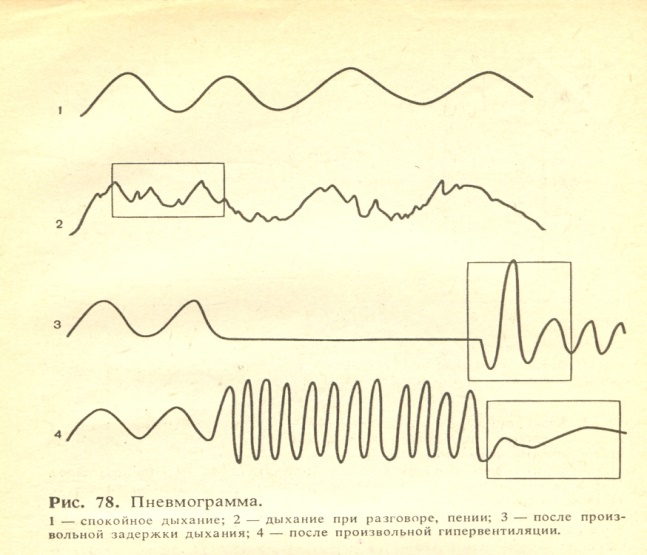 1
2
3
4
Рис. 78. Пневмограмма.
1 — спокойное дыхание; 2 — дыхание при разговоре, пении; 3 — после произ-
вольной задержки дыхания; 4 — после произвольной гипервентиляции.